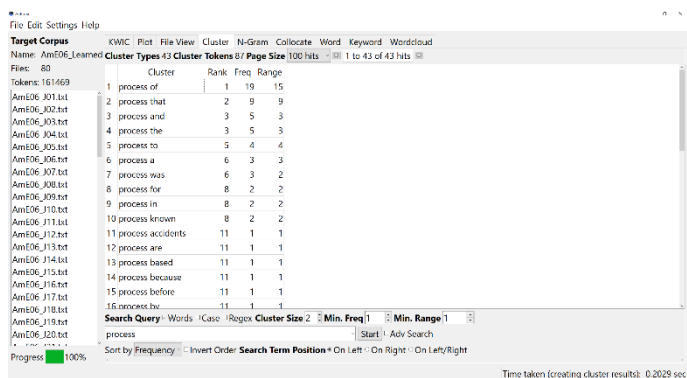 File Edit Settings Help
Target Corpus
Name: AmE06_Learned
Files: 80
Tokens: 161469
AmE06_J01.txt
AmE06_J02.txt
AmE06_J03.txt
AmE06_J04.txt
AmE06_J05.txt
AmE06_J06.txt
AmE06_J07.txt
AmE06_J08.txt
AmE06_J09.txt
AmE06_J10.txt
AmE06_J11.txt
AmE06_J12.txt
AmE06_J13.txt
AmE06_J14.txt
AmE06_J15.txt
AmE06_J16.txt
AmE06_J17.txt
AmE06_J18.txt
AmE06_J19.txt
AmE06_J20.txt
Progress 100%
KWIC Plot File View Cluster N-Gram Collocate Word Keyword Wordcloud
Cluster Types 43 Cluster Tokens 87 Page Size 100 hits 1 to 43 of 43 hits
Cluster Rank Freq Range
1 process of 1 19 15
2 process that 2 9 9
3 process and 3 5 3
4 process the 3 5 3
5 process to 5 4 4
6 process a 6 3 3
7 process was 6 3 2
8 process for 8 2 2
9 process in 8 2 2
10 process known 8 2 2
11 process accidents 11 1 1
12 process are 11 1 1
13 process based 11 1 1
14 process because 11 1 1
15 process before 11 1 1
16 process by 11 1 1
Search Query Words Case Regex Cluster Size 2 Min. Freq 1 Min. Range 1
process Start Adv Search
Sort by Frequency Invert Order Search Term Position On Left On Right On Left/Right
Time taken (creating cluster results): 0.2029 sec